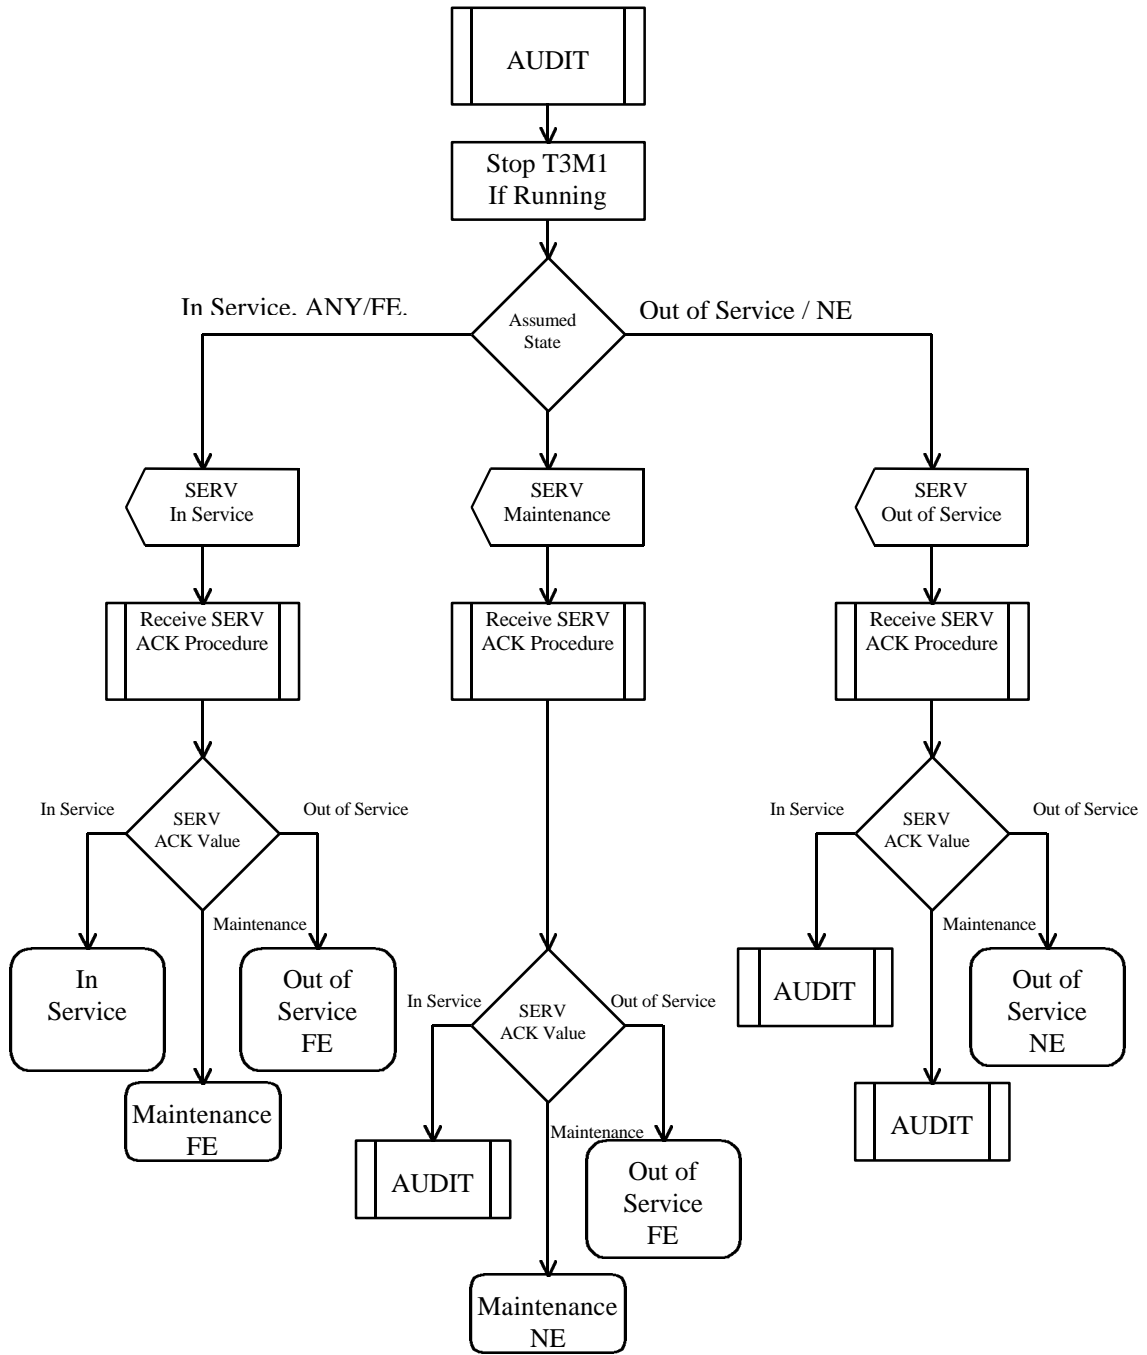 AUDIT
Stop T3M1
If Running
In Service, ANY/FE,
Out of Service / NE
Assumed
State
SERV
In Service
SERV
Maintenance
SERV
Out of Service
Receive SERV
ACK Procedure
Receive SERV
ACK Procedure
Receive SERV
ACK Procedure
In Service
SERV
ACK Value
Out of Service
Maintenance
In
Service
Out of
Service
FE
Maintenance
FE
In Service
SERV
ACK Value
Out of Service
Maintenance
AUDIT
Out of
Service
FE
Maintenance
NE
In Service
SERV
ACK Value
Out of Service
Maintenance
AUDIT
Out of
Service
NE
AUDIT